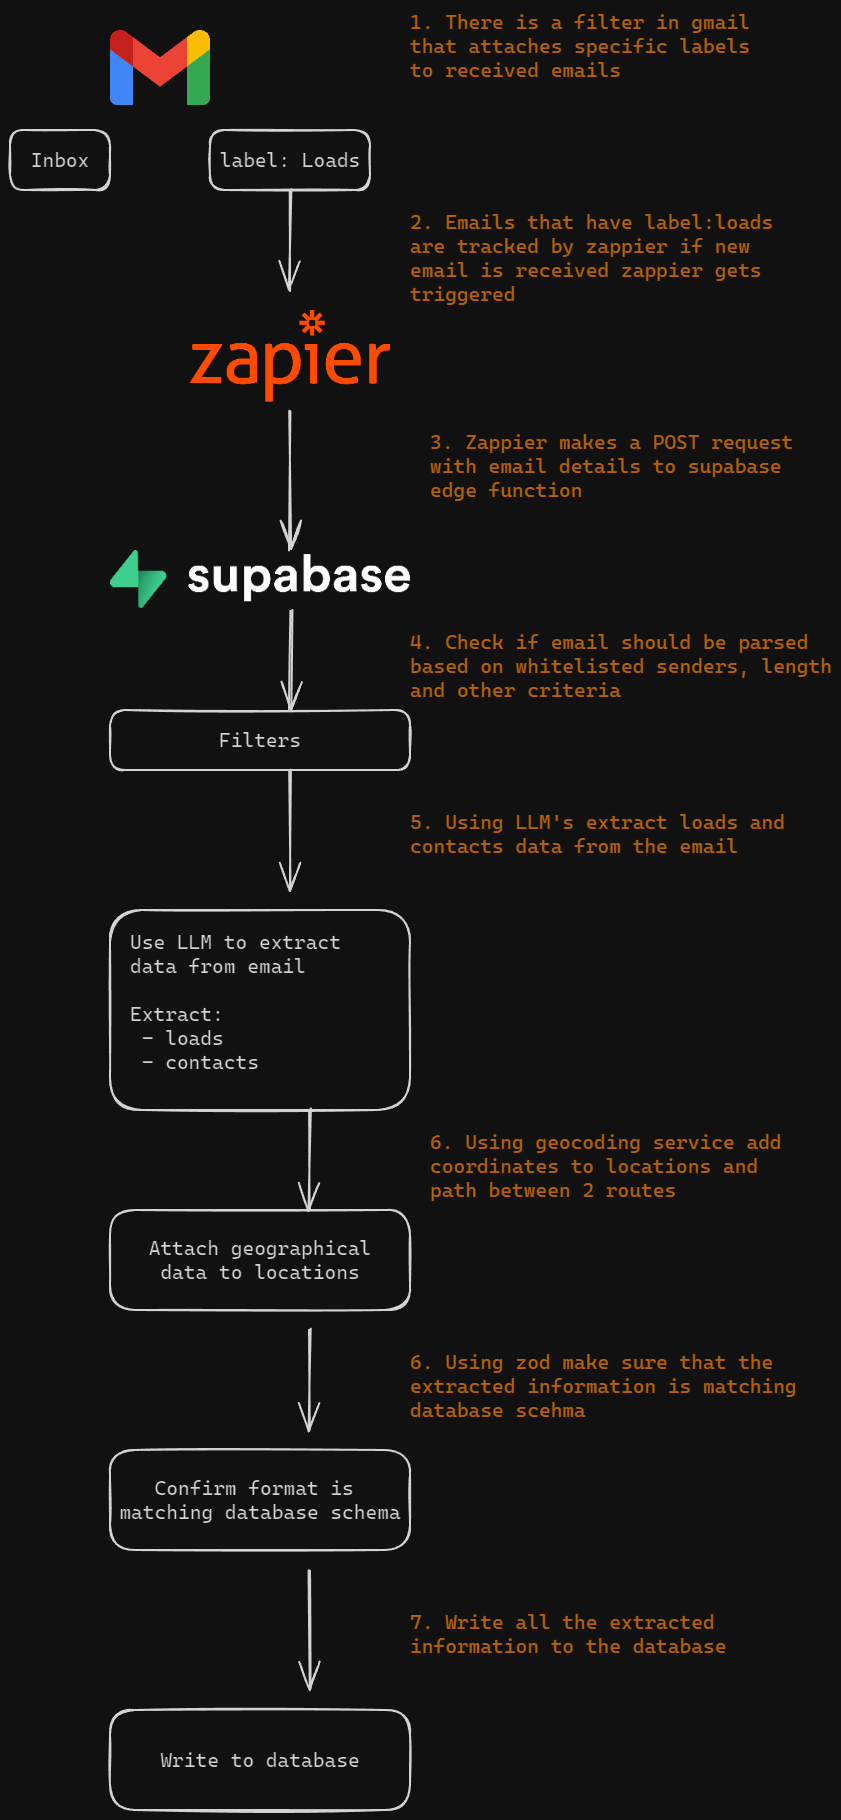 1. There is a filter in gmail
that attaches specific labels
to received emails
Inbox
label: Loads
2. Emails that have label:loads
are tracked by zappier if new
email is received zappier gets
triggered
zapier
3. Zappier makes a POST request
with email details to supabase
edge function
supabase
4. Check if email should be parsed
based on whitelisted senders, length
and other criteria
Filters
5. Using LLM's extract loads and
contacts data from the email
Use LLM to extract
data from email
Extract:
- loads
- contacts
6. Using geocoding service add
coordinates to locations and
path between 2 routes
Attach geographical
data to locations
6. Using zod make sure that the
extracted information is matching
database scehma
Confirm format is
matching database schema
7. Write all the extracted
information to the database
Write to database